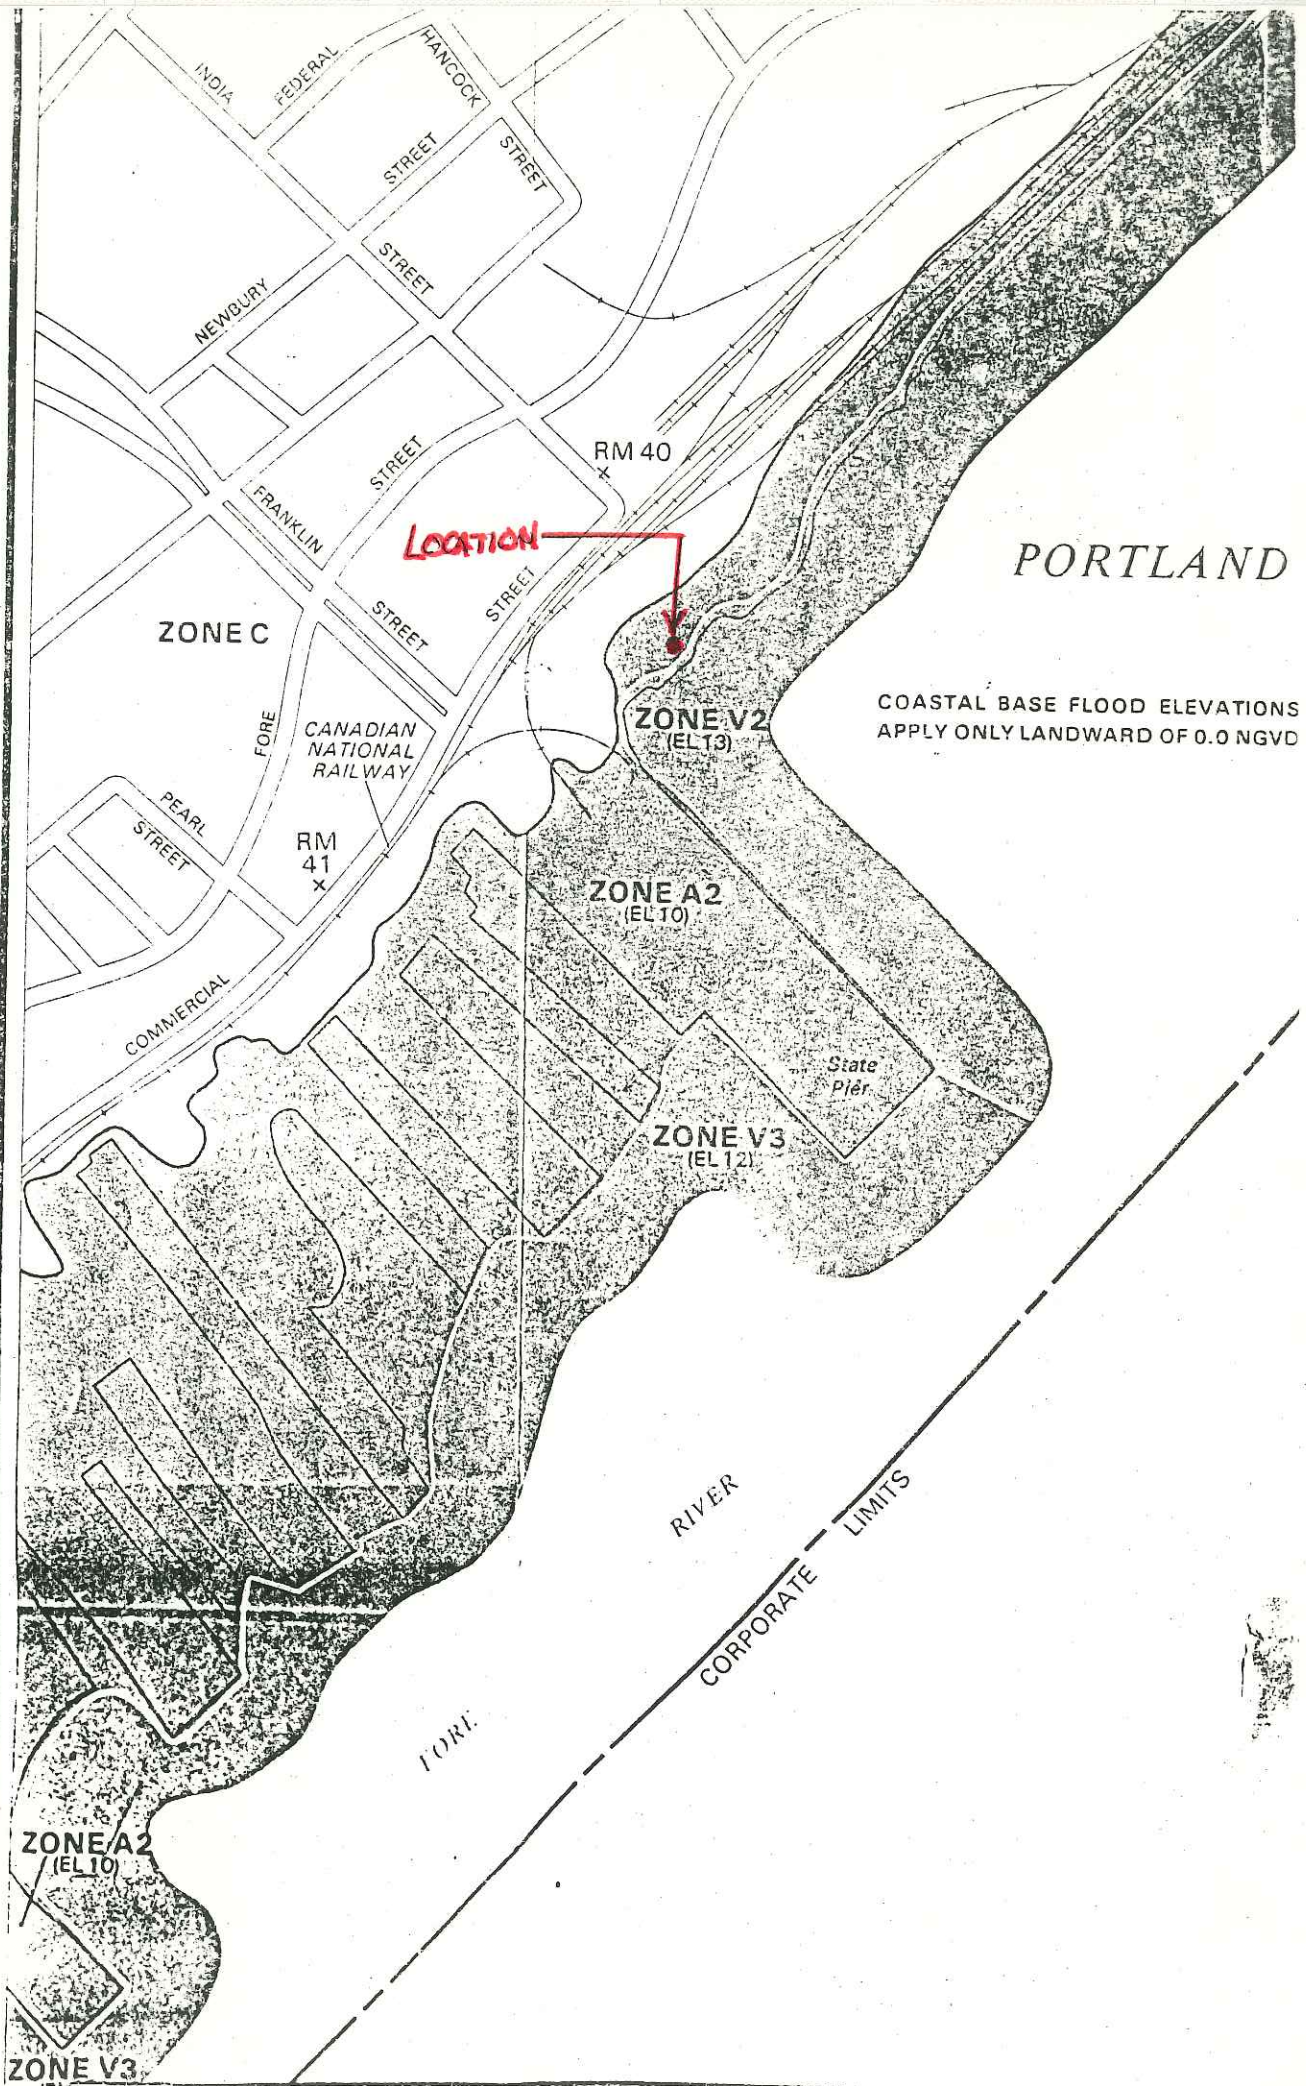 INDIA
FEDERAL
HANCOCK
STREET
STREET
STREET
NEWBURY
RM 40
STREET
FRANKLIN
LOCATION
PORTLAND
STREET
STREET
ZONE C
COASTAL BASE FLOOD ELEVATIONS
APPLY ONLY LANDWARD OF 0.0 NGVD
ZONE V2
(EL 13)
FORE
CANADIAN
NATIONAL
RAILWAY
PEARL
STREET
RM
41
ZONE A2
(EL 10)
COMMERCIAL
State
Pier
ZONE V3
(EL 12)
RIVER
LIMITS
CORPORATE
FORE
ZONE A2
(EL 10)
ZONE V3